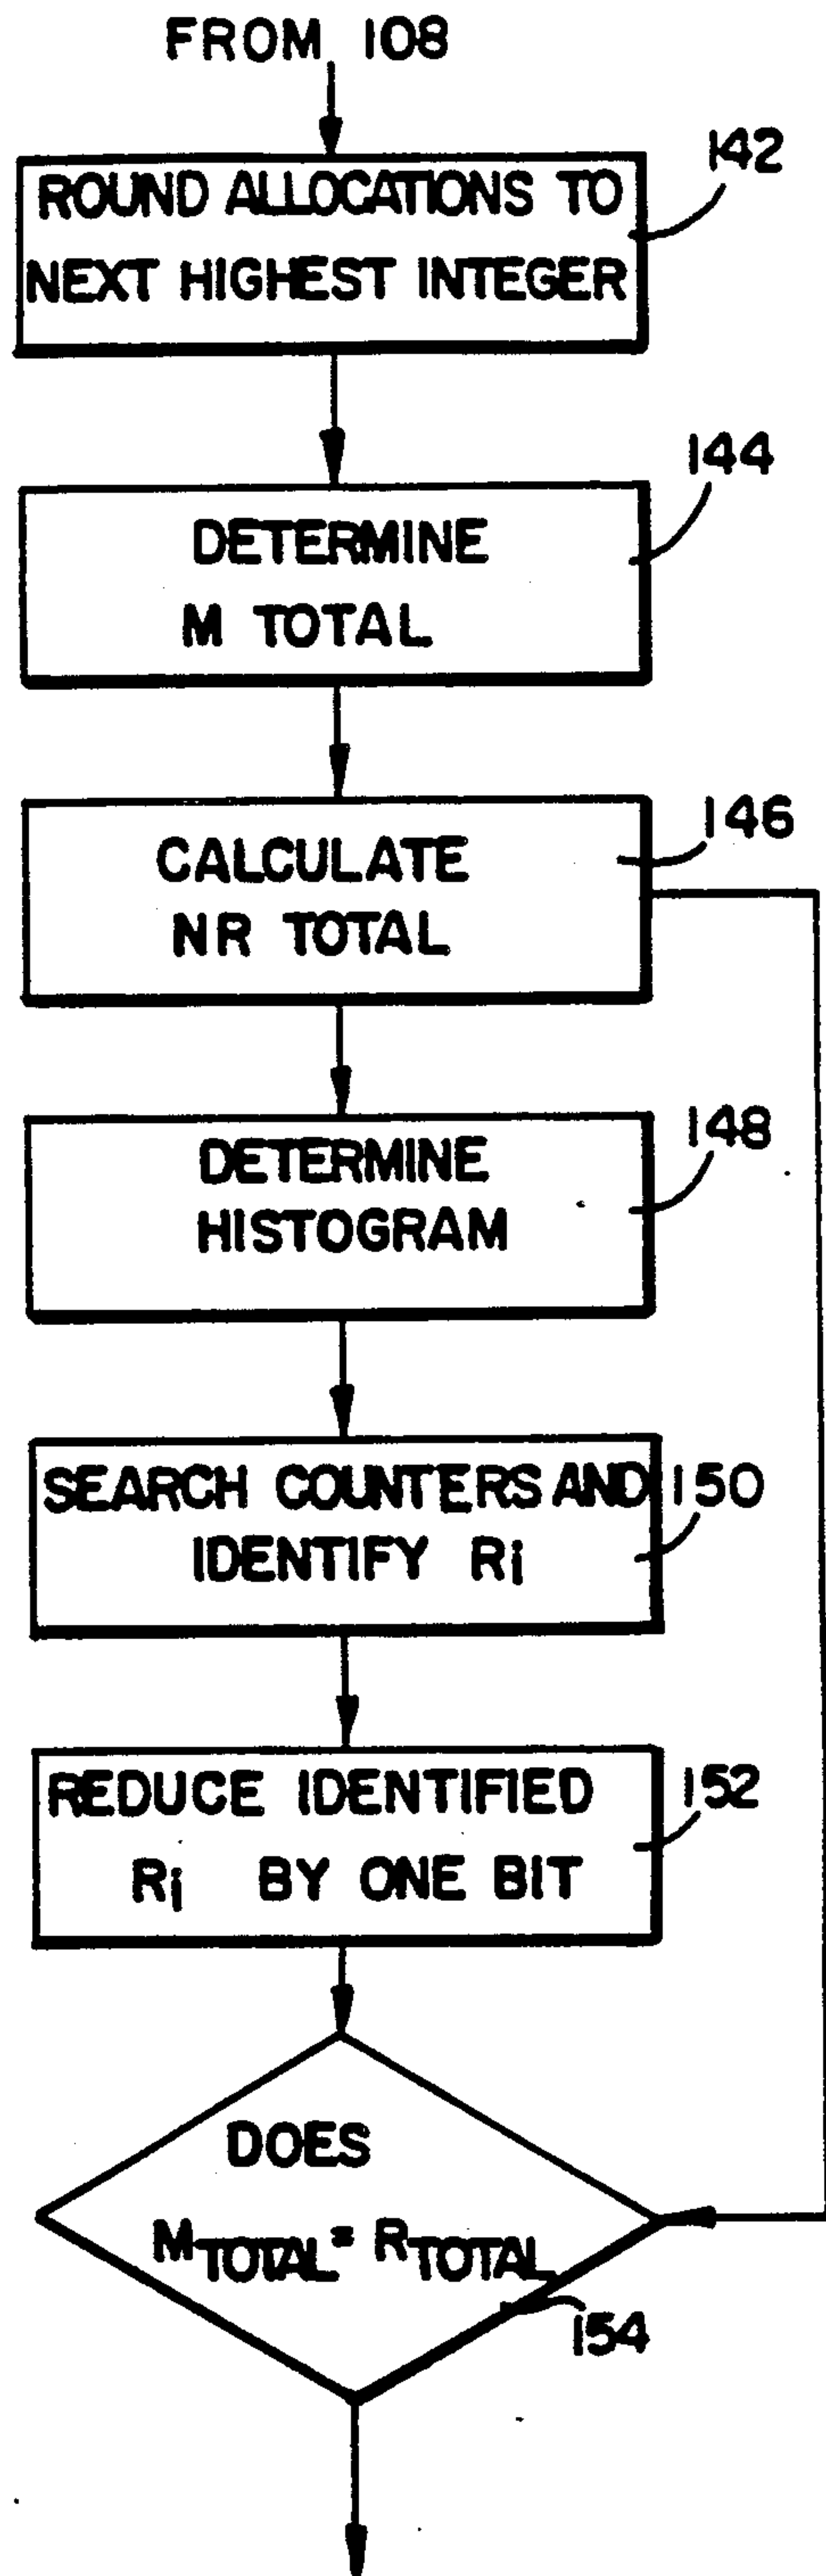 FROM 108
142
ROUND ALLOCATIONS TO
NEXT HIGHEST INTEGER
144
DETERMINE
M TOTAL
146
CALCULATE
NR TOTAL
148
DETERMINE
HISTOGRAM
SEARCH COUNTERS AND 150
IDENTIFY Ri
REDUCE IDENTIFIED 152
Ri BY ONE BIT
DOES
MTOTAL = RTOTAL
154